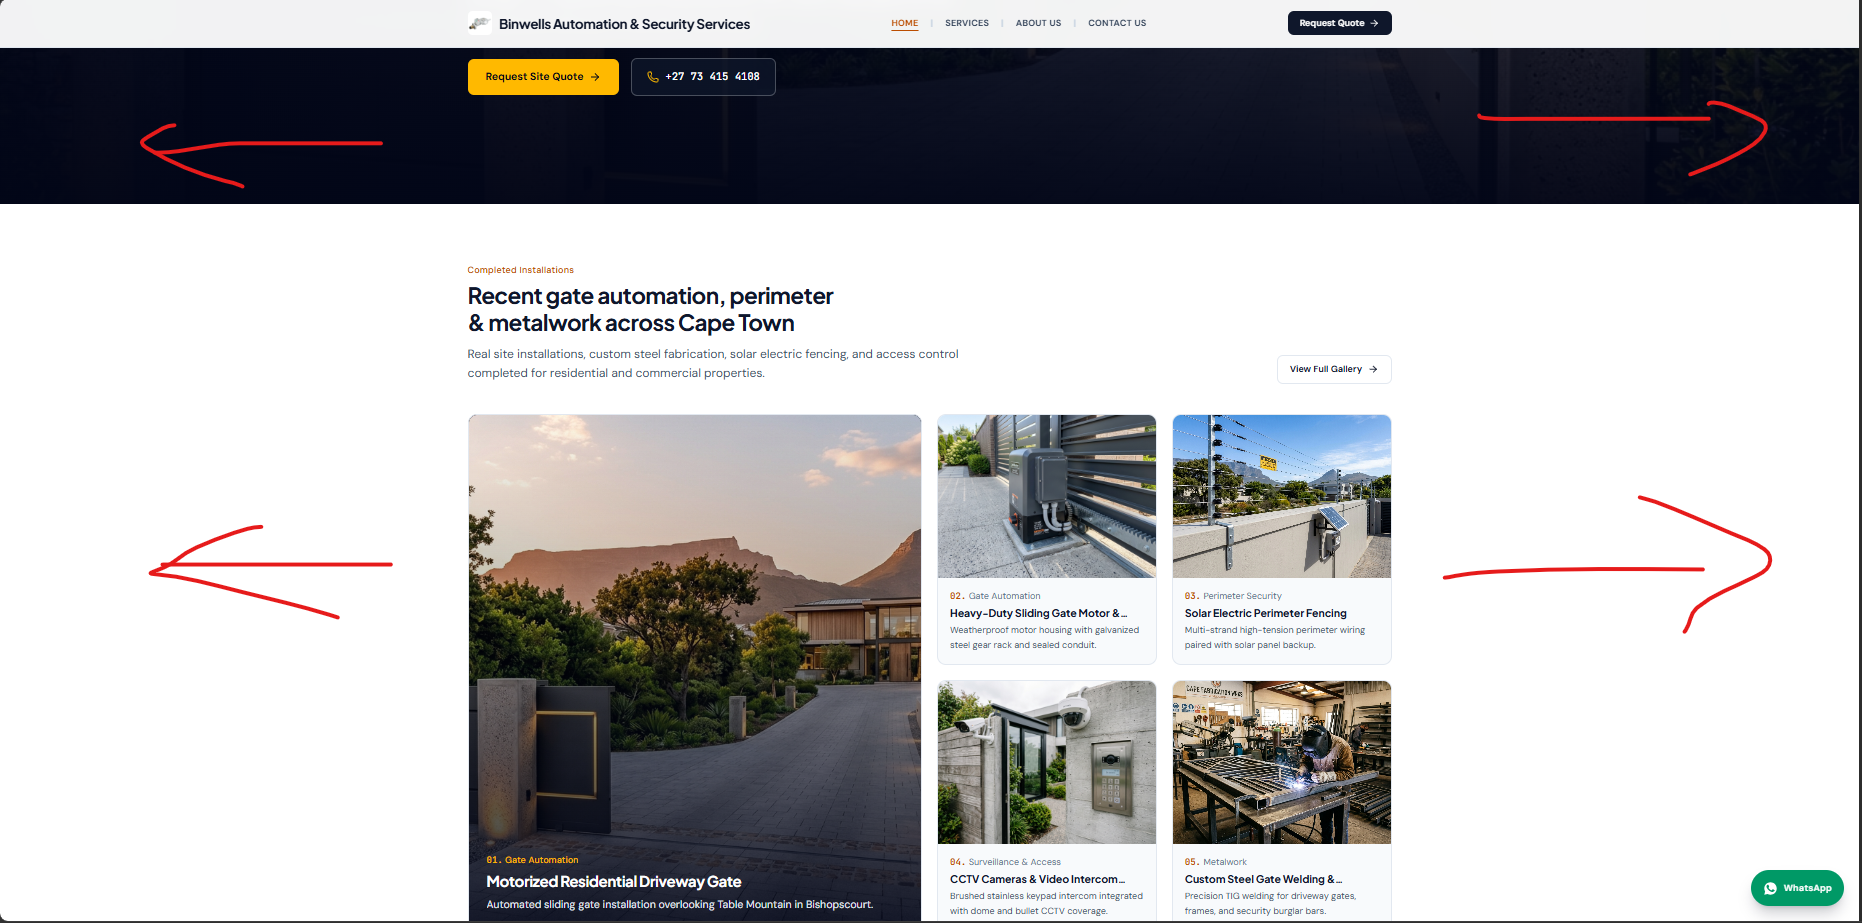 Binwells Automation & Security Services
HOME
SERVICES
ABOUT US
CONTACT US
Request Quote →
Request Site Quote →
+27 73 415 4108
Completed Installations
Recent gate automation, perimeter
& metalwork across Cape Town
Real site installations, custom steel fabrication, solar electric fencing, and access control
completed for residential and commercial properties.
View Full Gallery →
01. Gate Automation
Motorized Residential Driveway Gate
Automated sliding gate installation overlooking Table Mountain in Bishopscourt.
02. Gate Automation
Heavy-Duty Sliding Gate Motor &...
Weatherproof motor housing with galvanized
steel gear rack and sealed conduit.
03. Perimeter Security
Solar Electric Perimeter Fencing
Multi-strand high-tension perimeter wiring
paired with solar panel backup.
04. Surveillance & Access
CCTV Cameras & Video Intercom...
Brushed stainless keypad intercom integrated
with dome and bullet CCTV coverage.
05. Metalwork
Custom Steel Gate Welding &...
Precision TIG welding for driveway gates,
frames, and security burglar bars.
WhatsApp